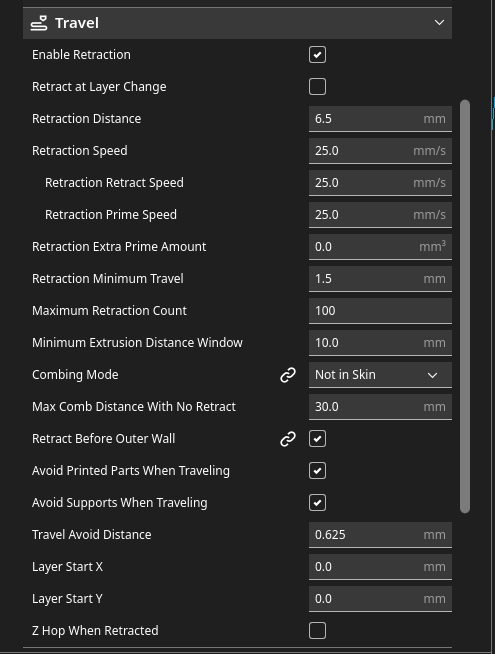 Travel
Enable Retraction
Retract at Layer Change
Retraction Distance 6.5 mm
Retraction Speed 25.0 mm/s
Retraction Retract Speed 25.0 mm/s
Retraction Prime Speed 25.0 mm/s
Retraction Extra Prime Amount 0.0 mm³
Retraction Minimum Travel 1.5 mm
Maximum Retraction Count 100
Minimum Extrusion Distance Window 10.0 mm
Combing Mode Not in Skin
Max Comb Distance With No Retract 30.0 mm
Retract Before Outer Wall
Avoid Printed Parts When Traveling
Avoid Supports When Traveling
Travel Avoid Distance 0.625 mm
Layer Start X 0.0 mm
Layer Start Y 0.0 mm
Z Hop When Retracted